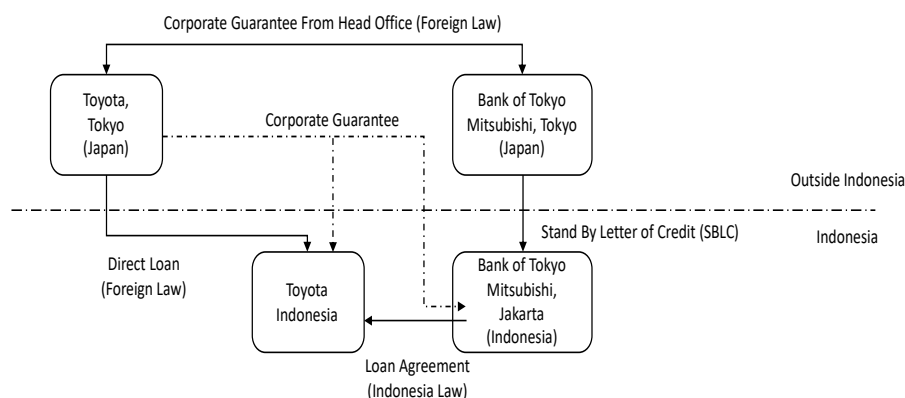 Corporate Guarantee From Head Office (Foreign Law)
Toyota,
Tokyo
(Japan)
Corporate Guarantee
Bank of Tokyo
Mitsubishi, Tokyo
(Japan)
Outside Indonesia
Stand By Letter of Credit (SBLC)
Indonesia
Direct Loan
(Foreign Law)
Toyota
Indonesia
Bank of Tokyo
Mitsubishi,
Jakarta
(Indonesia)
Loan Agreement
(Indonesia Law)